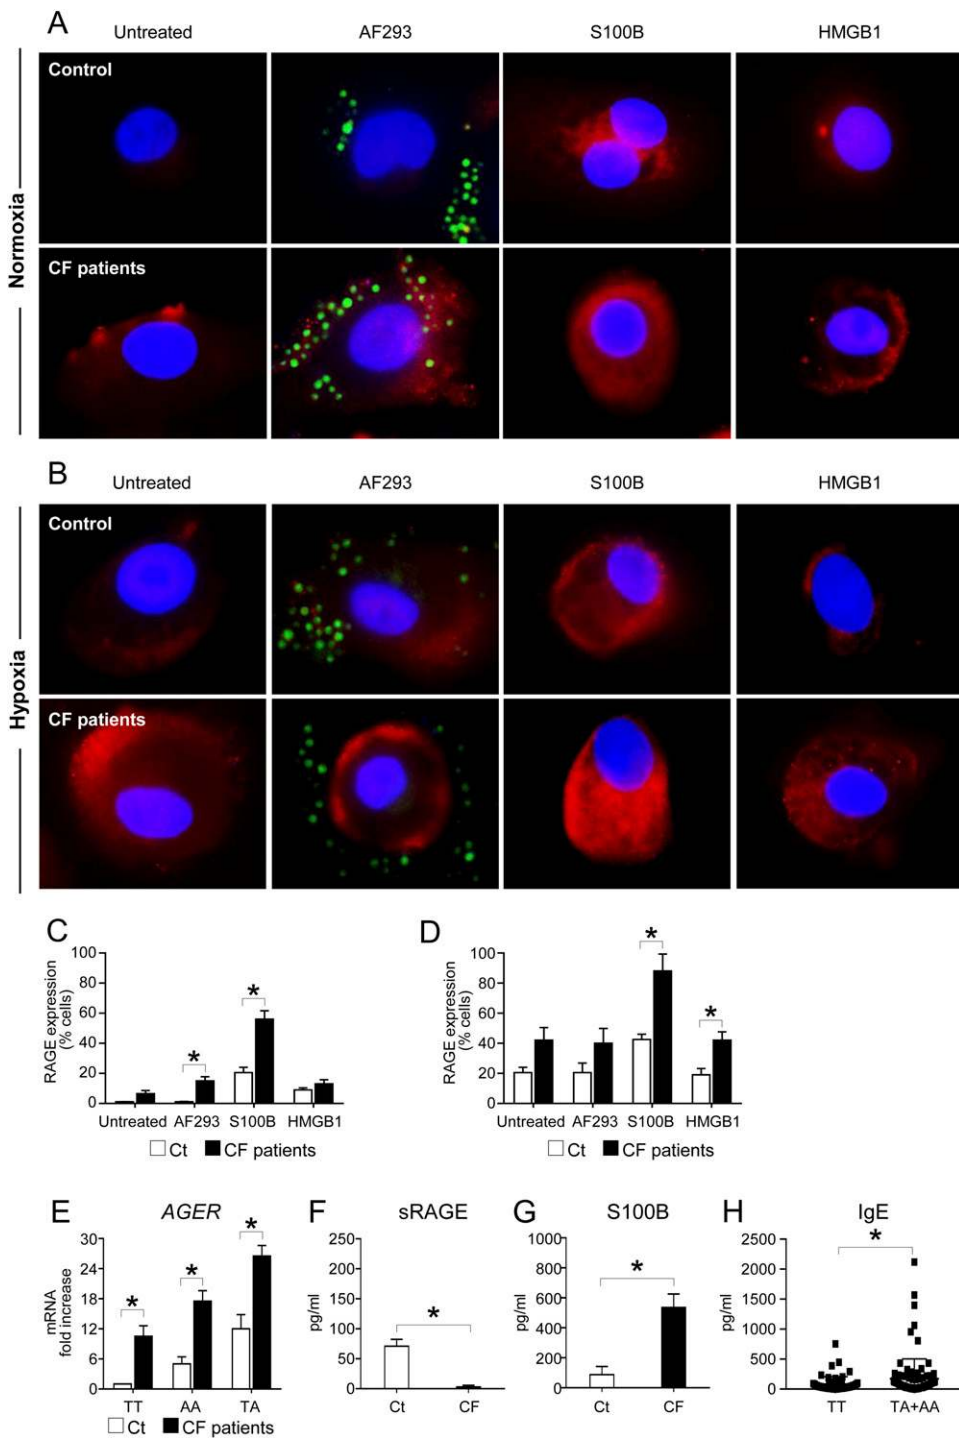 A
Untreated AF293 S100B HMGB1
Normoxia
Control
CF patients
B
Untreated AF293 S100B HMGB1
Hypoxia
Control
CF patients
C
RAGE expression
(% cells)
100
80
60
40
20
0
*
*
Untreated AF293 S100B HMGB1
Ct CF patients
D
RAGE expression
(% cells)
100
80
60
40
20
0
*
*
Untreated AF293 S100B HMGB1
Ct CF patients
E
AGER
mRNA
fold increase
30
24
18
12
6
0
*
*
*
TT AA TA
Ct CF patients
F
sRAGE
pg/ml
200
150
100
50
0
*
Ct CF
G
S100B
pg/ml
1000
800
600
400
200
0
*
Ct CF
H
IgE
pg/ml
2500
2000
1500
1000
500
0
*
TT TA+AA